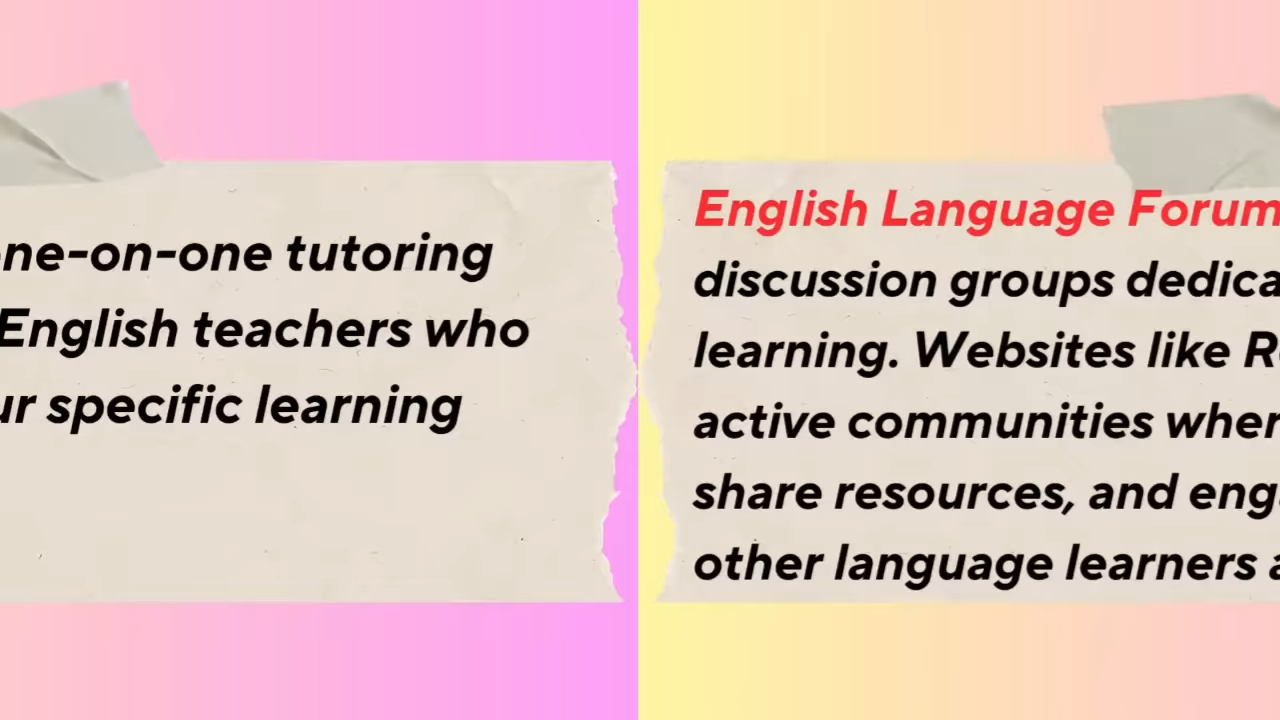 ne-on-one tutoring
English teachers who
ur specific learning
English Language Forum
discussion groups dedica
learning. Websites like R
active communities wher
share resources, and eng
other language learners a